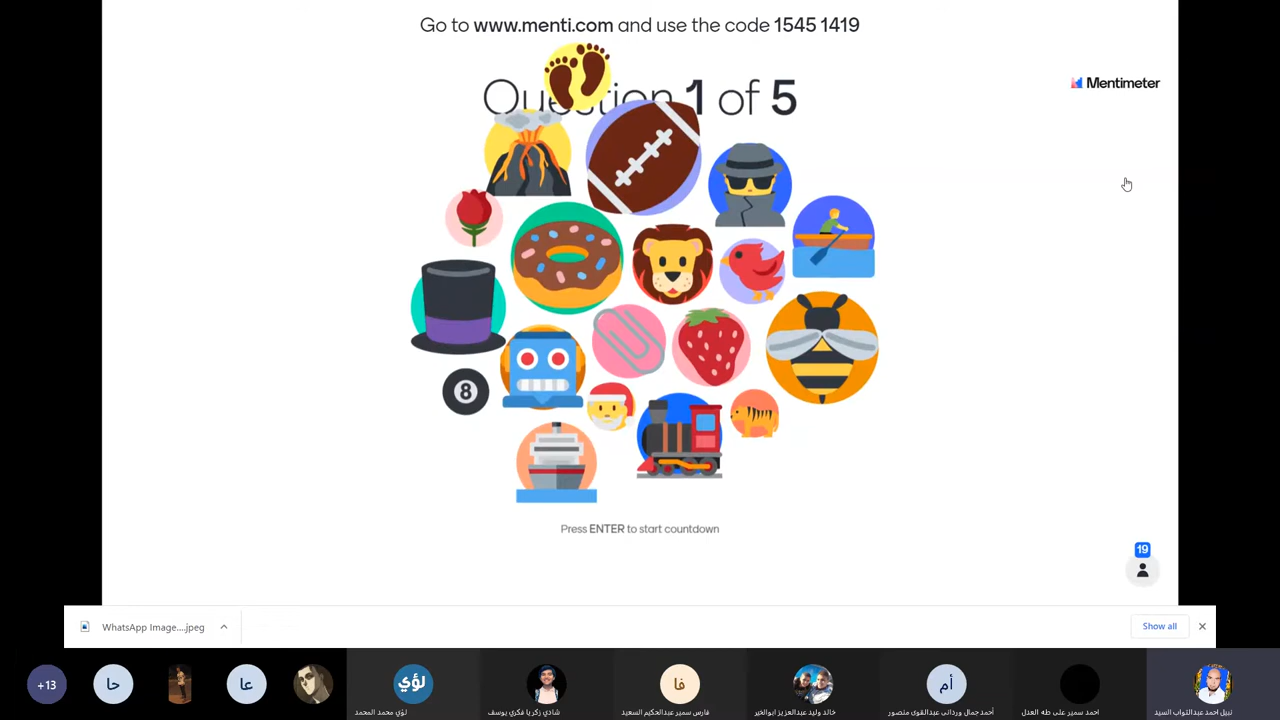 Go to www.menti.com and use the code 1545 1419
Question 1 of 5
Mentimeter
8
Press ENTER to start countdown
19
WhatsApp Image....jpeg
Show all
+13
حا
عا
لؤي
فا
أم
لؤي محمد المحمد
شادي زكريا فكري يوسف
فارس سمير عبدالحكيم السعيد
خالد وليد عبدالعزيز ابوالخير
أحمد جمال وردانى عبدالقوى منصور
احمد سمير على طه العدل
نبيل احمد عبدالتواب السيد